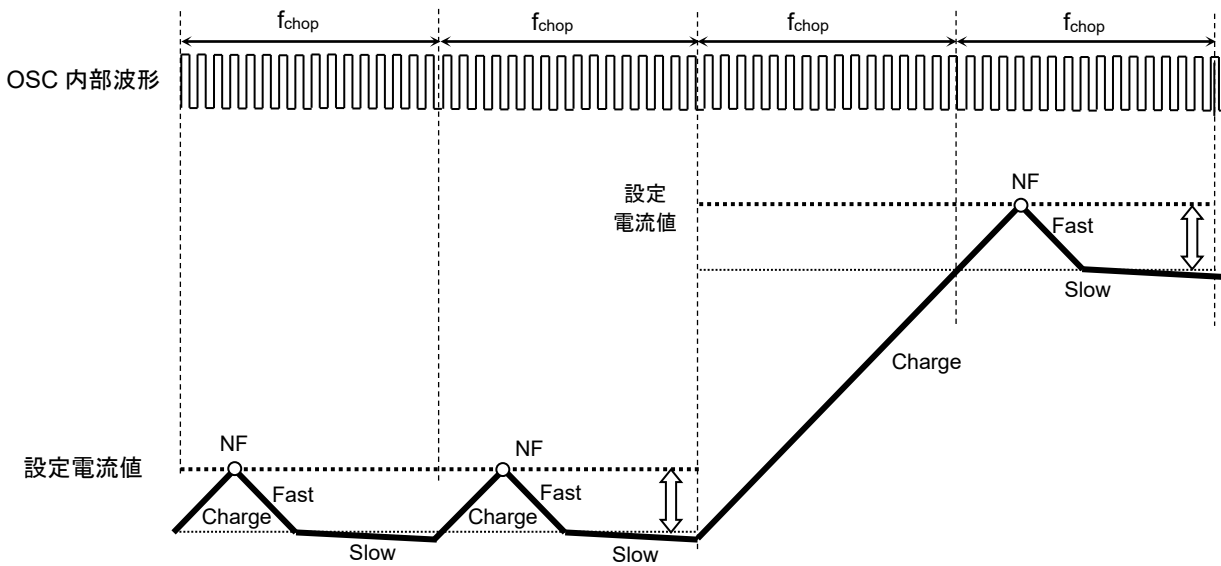 fchop
fchop
fchop
fchop
OSC 内部波形
設定
電流値
NF
Fast
Slow
Charge
設定電流値
NF
Fast
Charge
Slow
NF
Fast
Charge
Slow